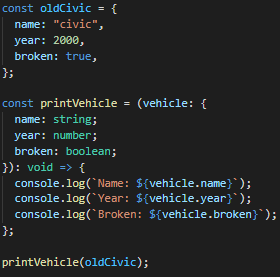 const oldCivic = {
  name: "civic",
  year: 2000,
  broken: true,
};

const printVehicle = (vehicle: {
  name: string;
  year: number;
  broken: boolean;
}): void => {
  console.log(`Name: ${vehicle.name}`);
  console.log(`Year: ${vehicle.year}`);
  console.log(`Broken: ${vehicle.broken}`);
};

printVehicle(oldCivic);